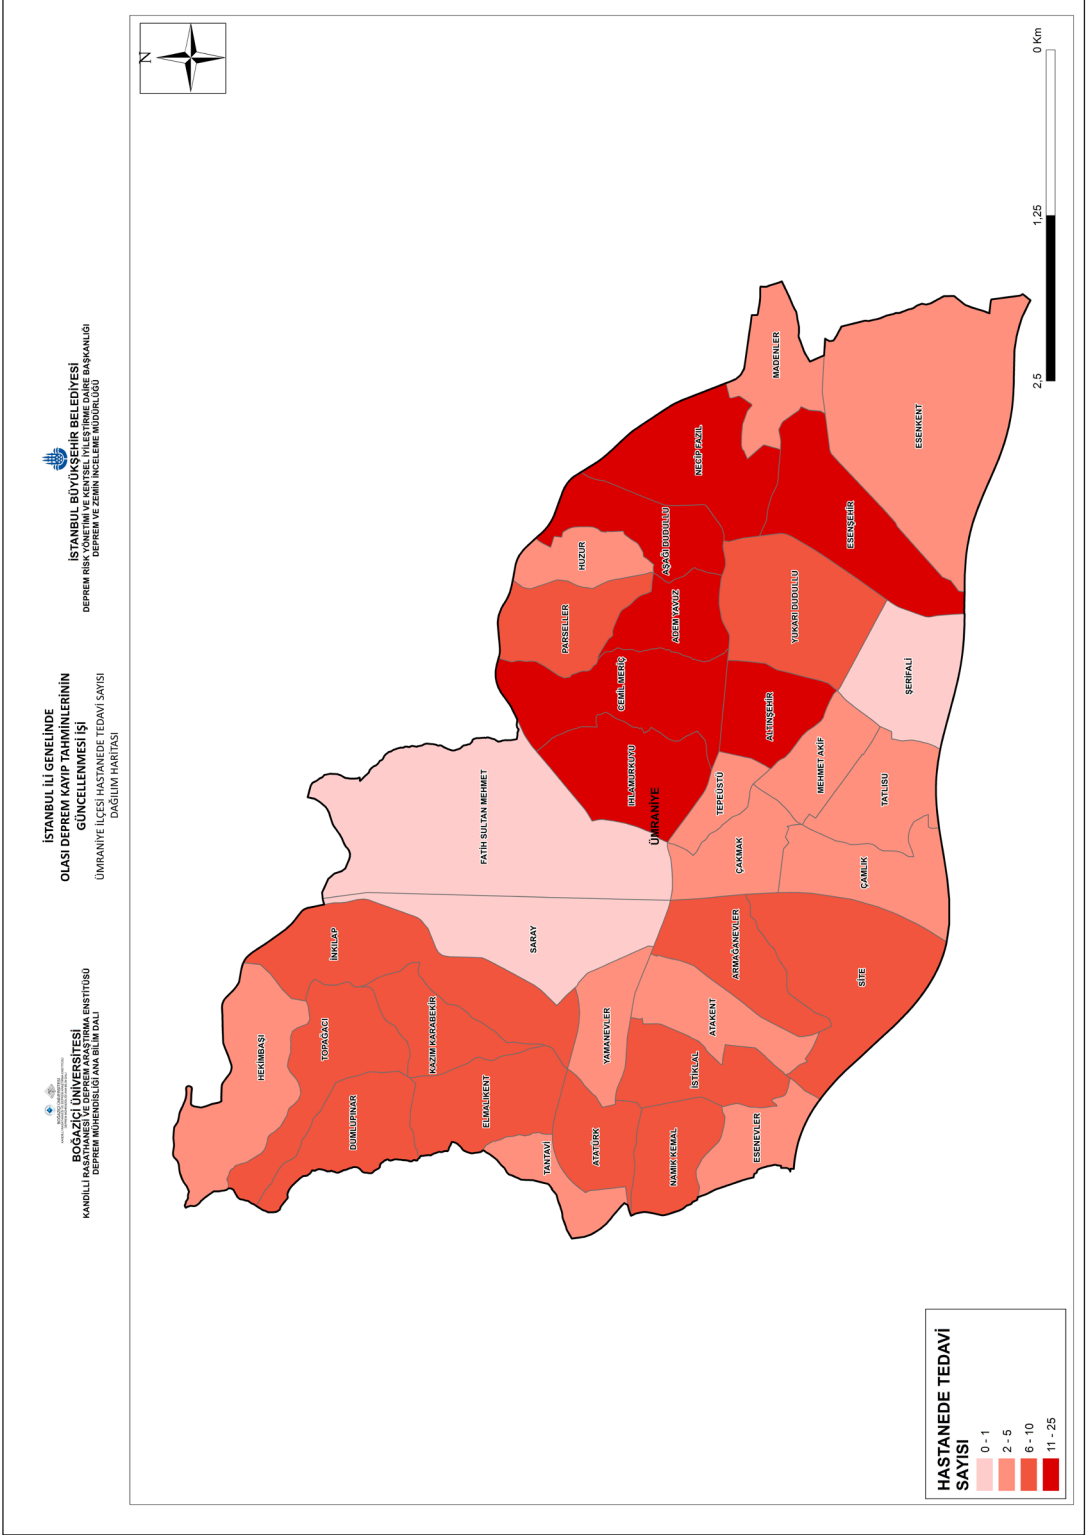 BOĞAZİÇİ ÜNİVERSİTESİ
KANDİLLİ RASATHANESİ VE DEPREM ARAŞTIRMA ENSTİTÜSÜ
DEPREM MÜHENDİSLİĞİ ANA BİLİM DALI
İSTANBUL İLİ GENELİNDE
OLASI DEPREM KAYIP TAHMİNLERİNİN
GÜNCELLENMESİ İŞİ
ÜMRANİYE İLÇESİ HASTANEDE TEDAVİ SAYISI
DAĞILIM HARİTASI
İSTANBUL BÜYÜKŞEHİR BELEDİYESİ
DEPREM RİSK YÖNETİMİ VE KENTSEL İYİLEŞTİRME DAİRE BAŞKANLIĞI
DEPREM VE ZEMİN İNCELEME MÜDÜRLÜĞÜ
N
HEKİMBAŞI
İNKILAP
TOPAĞACI
DUMLUPINAR
KAZIM KARABEKİR
ELMALIKENT
FATİH SULTAN MEHMET
SARAY
TANTAVİ
PARSELLER
HUZUR
ATATÜRK
YAMANEVLER
CEMİL MERİÇ
IHLAMURKUYU
ÜMRANİYE
AŞAĞI DUDULLU
ADEM YAVUZ
NECİP FAZIL
NAMIK KEMAL
İSTİKLAL
ATAKENT
TEPEÜSTÜ
ARMAĞANEVLER
ÇAKMAK
ESENEVLER
ALTINŞEHİR
MADENLER
YUKARI DUDULLU
MEHMET AKİF
ESENŞEHİR
SİTE
ÇAMLIK
TATLISU
ŞERİFALİ
ESENKENT
HASTANEDE TEDAVİ
SAYISI
0 - 1
2 - 5
6 - 10
11 - 25
2,5
1,25
0 Km